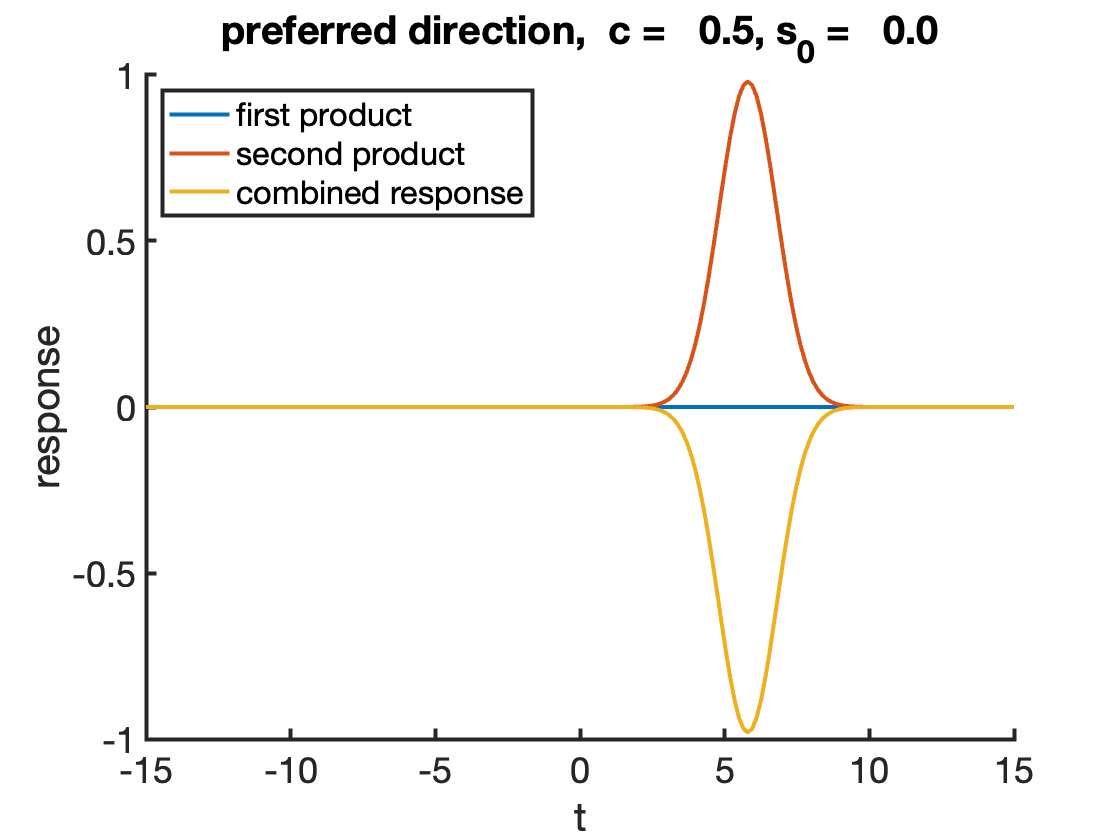 preferred direction,  c =   0.5, s_0 =   0.0
first product
second product
combined response
1
0.5
0
-0.5
-1
response
-15 -10 -5 0 5 10 15
t